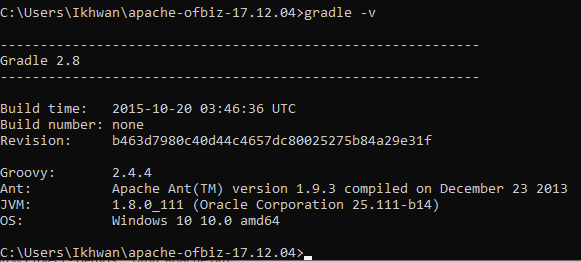 C:\Users\Ikhwan\apache-ofbiz-17.12.04>gradle -v
------------------------------------------------------------
Gradle 2.8
------------------------------------------------------------
Build time:   2015-10-20 03:46:36 UTC
Build number: none
Revision:     b463d7980c40d44c4657dc80025275b84a29e31f
Groovy:       2.4.4
Ant:          Apache Ant(TM) version 1.9.3 compiled on December 23 2013
JVM:          1.8.0_111 (Oracle Corporation 25.111-b14)
OS:           Windows 10 10.0 amd64
C:\Users\Ikhwan\apache-ofbiz-17.12.04>